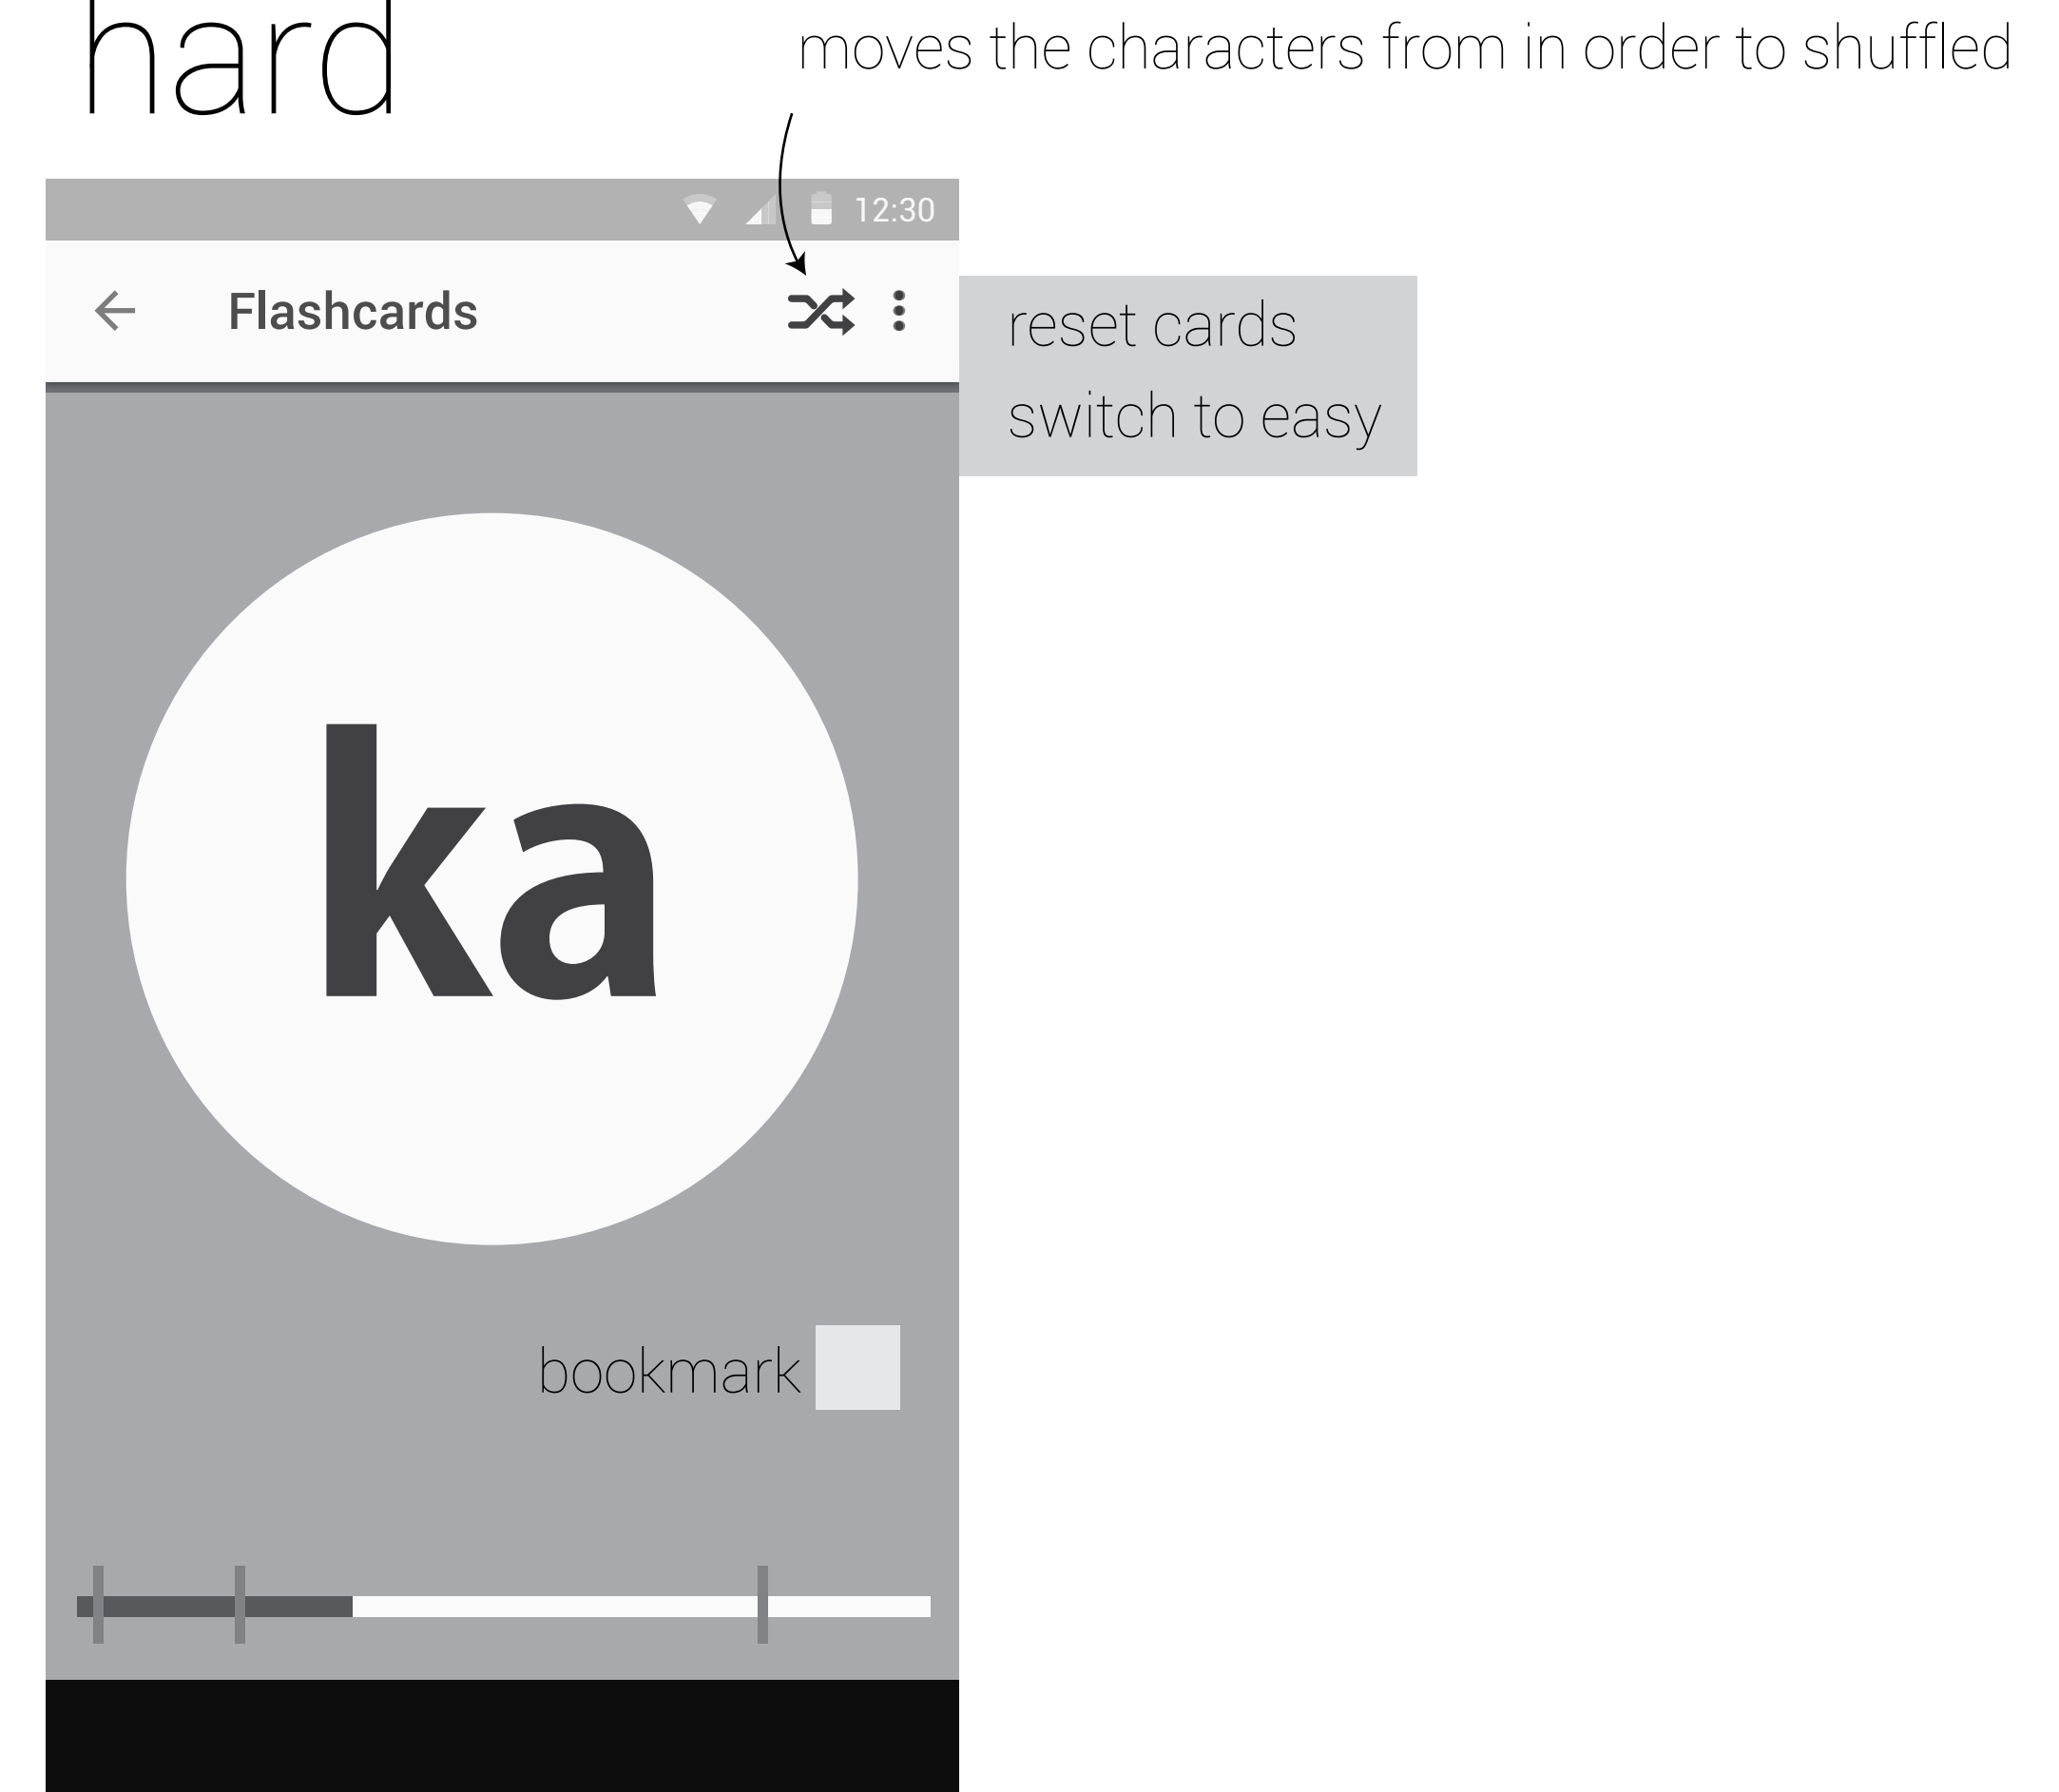 hard
moves the characters from in order to shuffled
12:30
Flashcards
reset cards
switch to easy
ka
bookmark